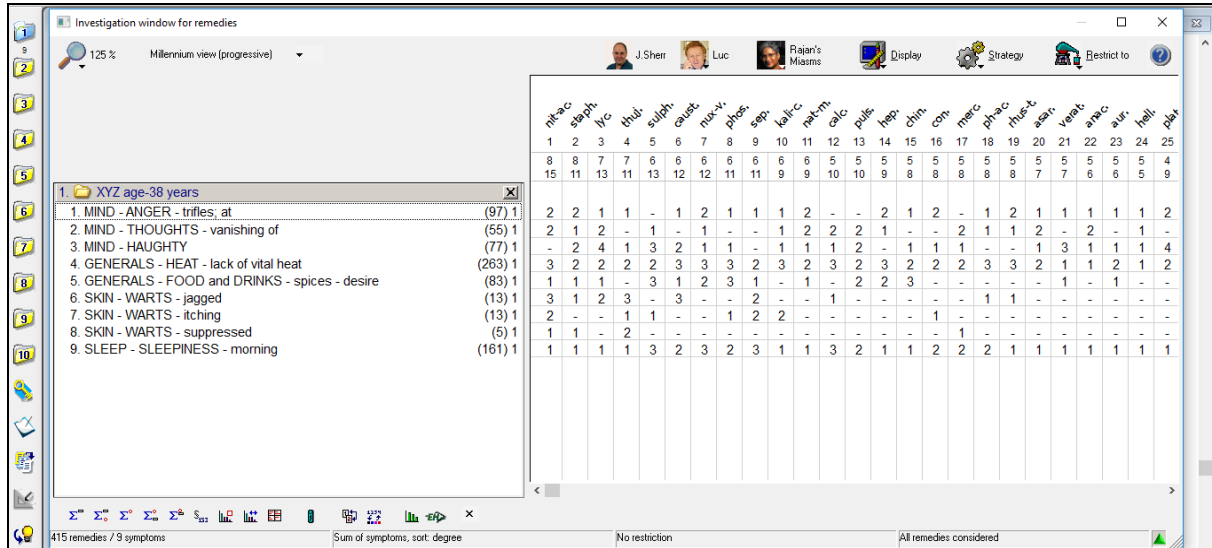 Investigation window for remedies
125 % Millennium view (progressive) J.Sherr Luc Rajan's Miasms Display Strategy Restrict to
nit-ac. staph. lyc. thuj. sulph. caust. nux-v. phos. sep. kali-c. nat-m. calc. puls. hep. chin. con. merc. ph-ac. rhus-t. asar. verat. anac. aur. hell. plat
1 2 3 4 5 6 7 8 9 10 11 12 13 14 15 16 17 18 19 20 21 22 23 24 25
8 8 7 7 6 6 6 6 6 6 6 5 5 5 5 5 5 5 5 5 5 5 5 5 4
15 11 13 11 13 12 12 11 11 9 9 10 10 9 8 8 8 8 8 7 7 6 6 5 9
1. XYZ age-38 years
1. MIND - ANGER - trifles; at (97) 1 2 2 1 1 - 1 2 1 1 1 2 - - 2 1 2 - 1 2 1 1 1 1 1 2
2. MIND - THOUGHTS - vanishing of (55) 1 2 1 2 - 1 - 1 - - 1 2 2 2 1 - - 2 1 1 2 - 2 - 1 -
3. MIND - HAUGHTY (77) 1 - 2 4 1 3 2 1 1 - 1 1 1 2 - 1 1 1 - - 1 3 1 1 1 4
4. GENERALS - HEAT - lack of vital heat (263) 1 3 2 2 2 2 3 3 3 2 3 2 3 2 3 2 2 2 3 3 2 1 1 2 1 2
5. GENERALS - FOOD and DRINKS - spices - desire (83) 1 1 1 1 - 3 1 2 3 1 - 1 - 2 2 3 - - - - - 1 - 1 - -
6. SKIN - WARTS - jagged (13) 1 3 1 2 3 - 3 - - 2 - - 1 - - - - - 1 1 - - - - - -
7. SKIN - WARTS - itching (13) 1 2 - - 1 1 - - 1 2 2 - - - - - 1 - - - - - - - - -
8. SKIN - WARTS - suppressed (5) 1 1 1 - 2 - - - - - - - - - - - - 1 - - - - - - - -
9. SLEEP - SLEEPINESS - morning (161) 1 1 1 1 1 3 2 3 2 3 1 1 3 2 1 1 2 2 2 1 1 1 1 1 1 1
1
9
2
3
4
5
6
7
8
9
10
415 remedies / 9 symptoms Sum of symptoms, sort: degree No restriction All remedies considered